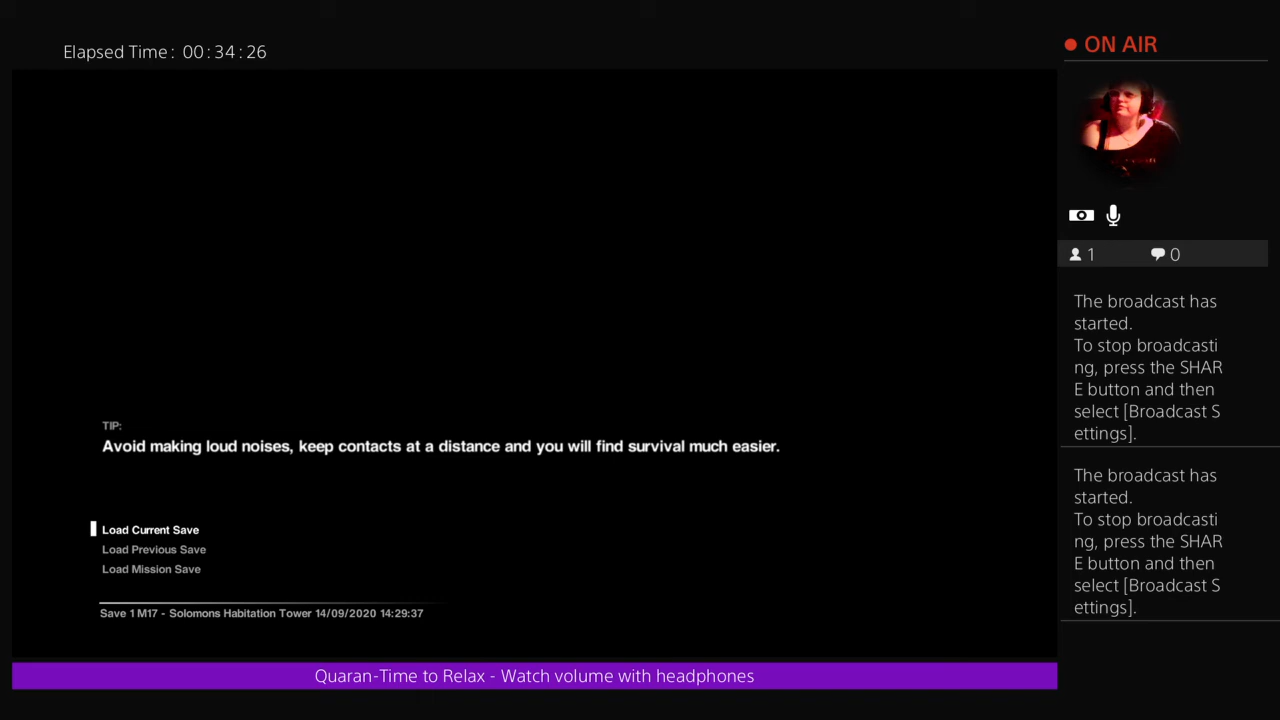 Elapsed Time: 00:34:26
ON AIR
1 0
The broadcast has
started.
To stop broadcasti
ng, press the SHAR
E button and then
select [Broadcast S
ettings].
The broadcast has
started.
To stop broadcasti
ng, press the SHAR
E button and then
select [Broadcast S
ettings].
TIP:
Avoid making loud noises, keep contacts at a distance and you will find survival much easier.
Load Current Save
Load Previous Save
Load Mission Save
Save 1 M17 - Solomons Habitation Tower 14/09/2020 14:29:37
Quaran-Time to Relax - Watch volume with headphones